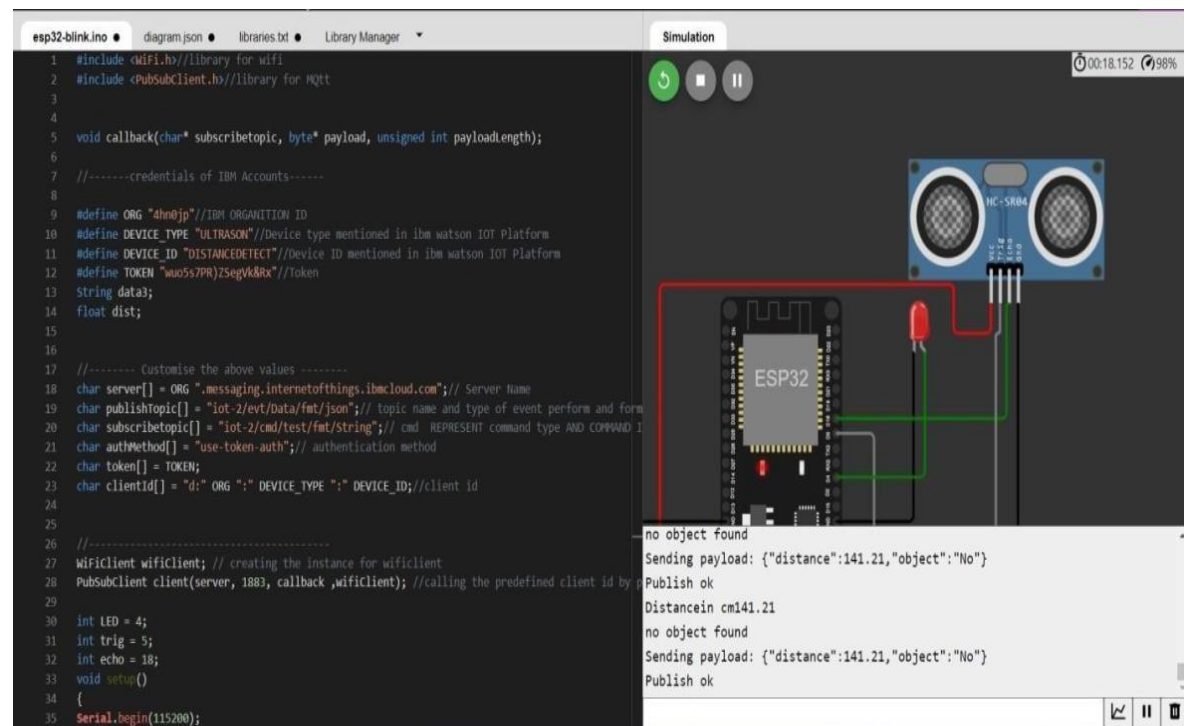 esp32-blink.ino ● diagram.json ● libraries.txt ● Library Manager
1 #include <WiFi.h>//library for wifi
2 #include <PubSubClient.h>//library for MQtt
3
4
5 void callback(char* subscribetopic, byte* payload, unsigned int payloadLength);
6
7 //-------credentials of IBM Accounts------
8
9 #define ORG "4hn0jp"//IBM ORGANITION ID
10 #define DEVICE_TYPE "ULTRASON"//Device type mentioned in ibm watson IOT Platform
11 #define DEVICE_ID "DISTANCEDETECT"//Device ID mentioned in ibm watson IOT Platform
12 #define TOKEN "wuo5s7PR)ZSegVk&Rx"//Token
13 String data3;
14 float dist;
15
16
17 //-------- Customise the above values --------
18 char server[] = ORG ".messaging.internetofthings.ibmcloud.com";// Server Name
19 char publishTopic[] = "iot-2/evt/Data/fmt/json";// topic name and type of event perform and form
20 char subscribetopic[] = "iot-2/cmd/test/fmt/String";// cmd REPRESENT command type AND COMMAND I
21 char authMethod[] = "use-token-auth";// authentication method
22 char token[] = TOKEN;
23 char clientId[] = "d:" ORG ":" DEVICE_TYPE ":" DEVICE_ID;//client id
24
25
26 //-----------------------------------------
27 WiFiClient wifiClient; // creating the instance for wificlient
28 PubSubClient client(server, 1883, callback ,wifiClient); //calling the predefined client id by p
29
30 int LED = 4;
31 int trig = 5;
32 int echo = 18;
33 void setup()
34 {
35 Serial.begin(115200);
Simulation
00:18.152 98%
HC-SR04
Vcc
Trig
Echo
Gnd
ESP32
no object found
Sending payload: {"distance":141.21,"object":"No"}
Publish ok
Distancein cm141.21
no object found
Sending payload: {"distance":141.21,"object":"No"}
Publish ok